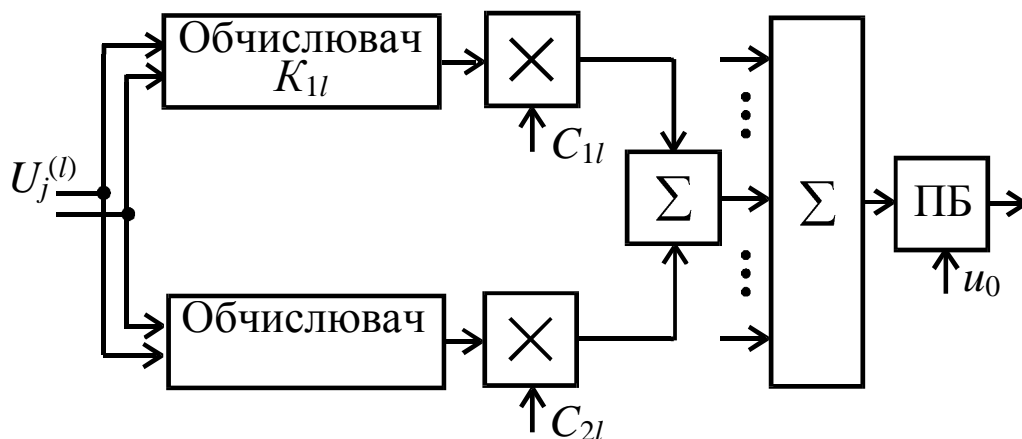 Обчислювач
K₁ₗ
×
C₁ₗ
Uⱼ⁽ˡ⁾
Σ
Σ
ПБ
u₀
Обчислювач
×
C₂ₗ